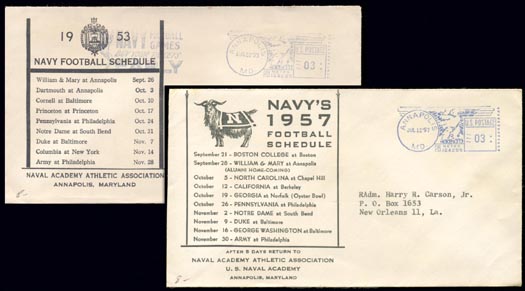 19 53
NAVY FOOTBALL SCHEDULE
William & Mary at Annapolis Sept. 26
Dartmouth at Annapolis Oct. 3
Cornell at Baltimore Oct. 10
Princeton at Princeton Oct. 17
Pennsylvania at Philadelphia Oct. 24
Notre Dame at South Bend Oct. 31
Duke at Baltimore Nov. 7
Columbia at New York Nov. 14
Army at Philadelphia Nov. 28
NAVAL ACADEMY ATHLETIC ASSOCIATION
ANNAPOLIS, MARYLAND
NAVY FOOTBALL
GAMES
ANNAPOLIS
MD.
U.S. POSTAGE
03
N
NAVY'S
1957
FOOTBALL
SCHEDULE
September 21 - BOSTON COLLEGE at Boston
September 28 - WILLIAM & MARY at Annapolis
(ALUMNI HOME-COMING)
October 5 - NORTH CAROLINA at Chapel Hill
October 12 - CALIFORNIA at Berkeley
October 19 - GEORGIA at Norfolk (Oyster Bowl)
October 26 - PENNSYLVANIA at Philadelphia
November 2 - NOTRE DAME at South Bend
November 9 - DUKE at Baltimore
November 16 - GEORGE WASHINGTON at Baltimore
November 30 - ARMY at Philadelphia
AFTER 5 DAYS RETURN TO
NAVAL ACADEMY ATHLETIC ASSOCIATION
U. S. NAVAL ACADEMY
ANNAPOLIS, MARYLAND
ANNAPOLIS
MD.
U.S. POSTAGE
03
RAdm. Harry R. Carson, Jr.
P. O. Box 1653
New Orleans 11, La.